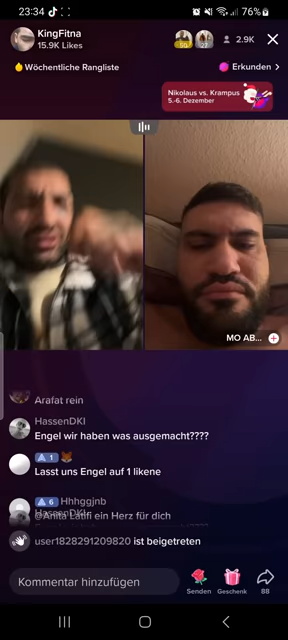 23:34
76%
KingFitna
15.9K Likes
2.9K
Wöchentliche Rangliste
Erkunden >
Nikolaus vs. Krampus
5.-6. Dezember
MO AB...
Arafat rein
HassenDKI
Engel wir haben was ausgemacht????
1
Lasst uns Engel auf 1 likene
6 Hhhggjnb
HassenDKI
@Anita Latifi ein Herz für dich
user1828291209820 ist beigetreten
Kommentar hinzufügen
Senden
Geschenk
88